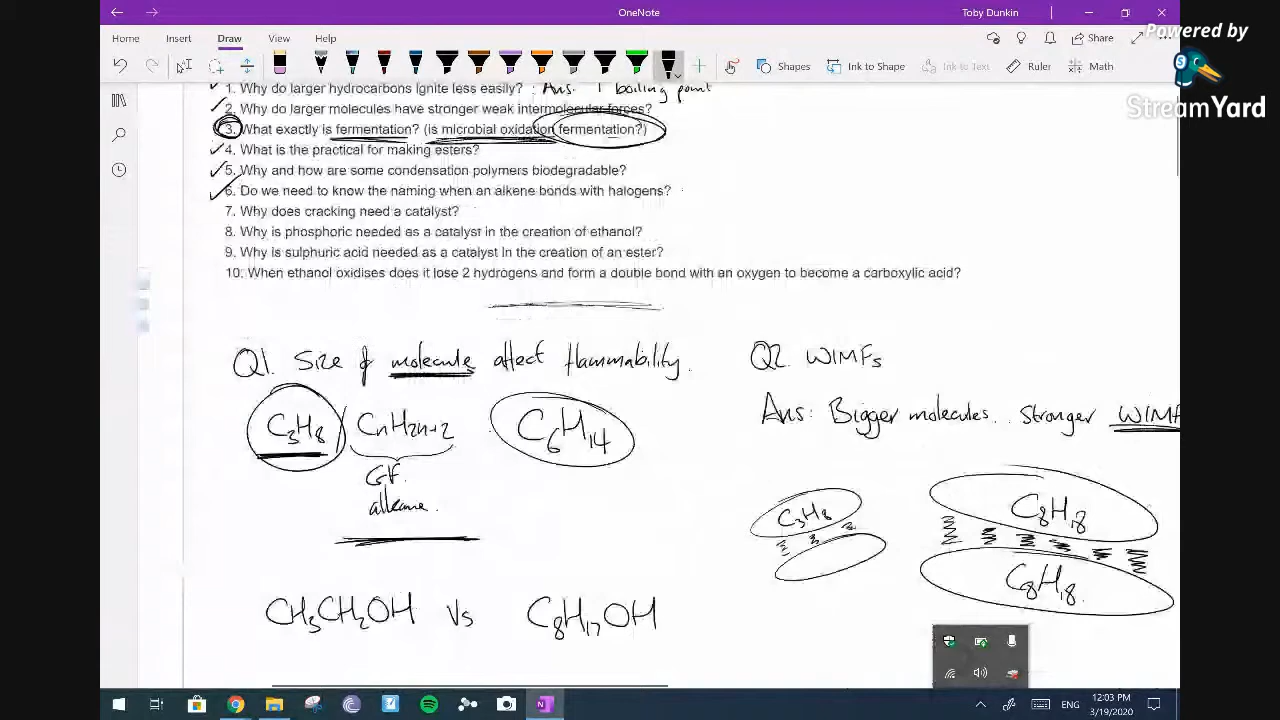 OneNote
Toby Dunkin
Powered by
StreamYard
Home Insert Draw View Help
Share
Shapes Ink to Shape Ruler Math
1. Why do larger hydrocarbons ignite less easily? : Ans. ↑ boiling point
2. Why do larger molecules have stronger weak intermolecular forces?
3. What exactly is fermentation? (is microbial oxidation fermentation?)
4. What is the practical for making esters?
5. Why and how are some condensation polymers biodegradable?
6. Do we need to know the naming when an alkene bonds with halogens?
7. Why does cracking need a catalyst?
8. Why is phosphoric needed as a catalyst in the creation of ethanol?
9. Why is sulphuric acid needed as a catalyst in the creation of an ester?
10. When ethanol oxidises does it lose 2 hydrogens and form a double bond with an oxygen to become a carboxylic acid?
Q1. Size of molecule affect flammability.
C3H8 / CnH2n+2 C6H14
G.F.
alkane.
CH3CH2OH Vs C8H17OH
Q2. WIMFs
Ans: Bigger molecules.. Stronger WIMF
C3H8
C8H18
C8H18.
ENG
12:03 PM
3/19/2020